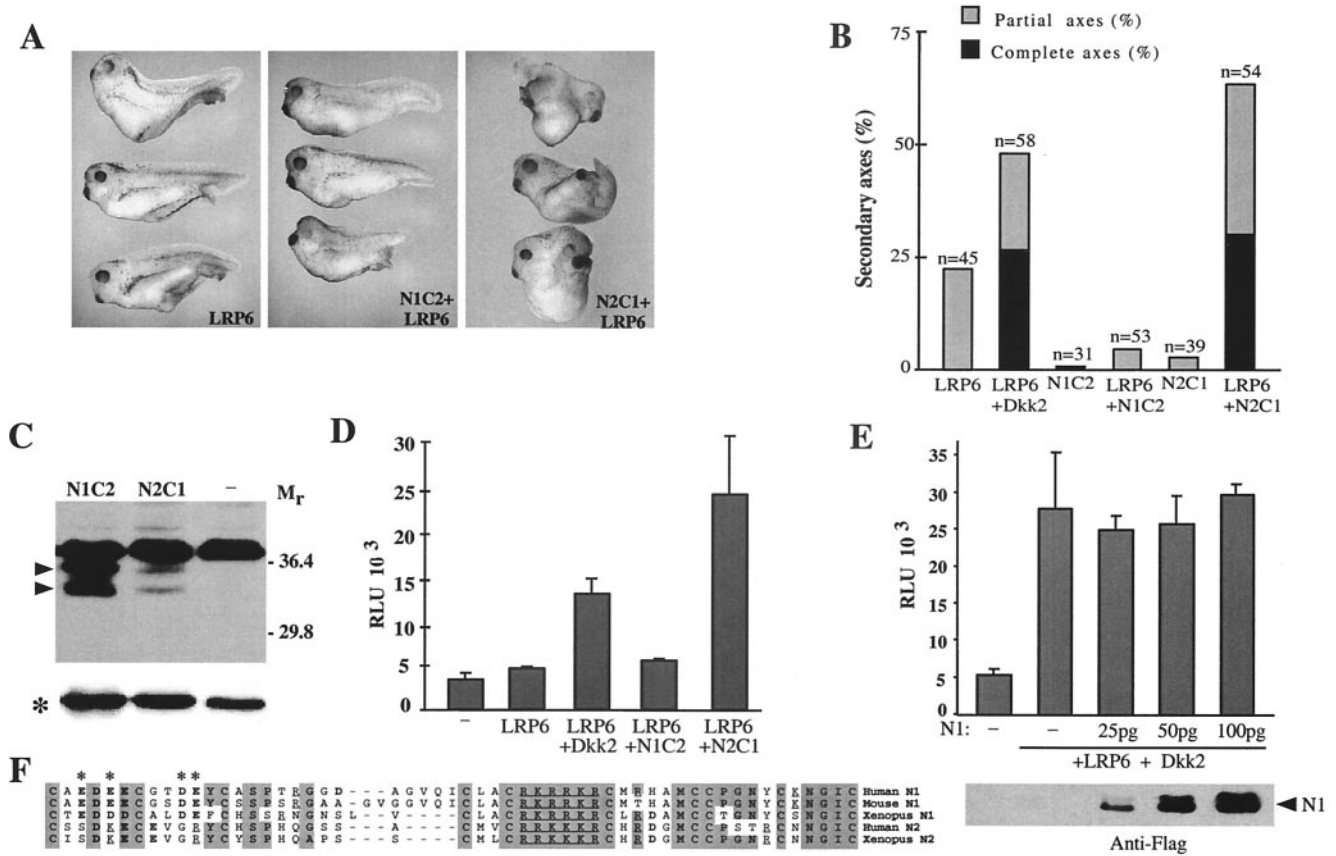 A
LRP6
N1C2+
LRP6
N2C1+
LRP6
B
Partial axes (%)
Complete axes (%)
Secondary axes (%)
75
50
25
0
n=45
n=58
n=31
n=53
n=39
n=54
LRP6
LRP6
+Dkk2
N1C2
LRP6
+N1C2
N2C1
LRP6
+N2C1
C
N1C2 N2C1 –
Mr
- 36.4
- 29.8
*
D
RLU 10 3
30
25
20
15
10
5
0
–
LRP6
LRP6
+Dkk2
LRP6
+N1C2
LRP6
+N2C1
E
RLU 10 3
35
30
25
20
15
10
5
0
N1: – – 25pg 50pg 100pg
+LRP6 + Dkk2
N1
Anti-Flag
F
* * * *
CAEDEECGTDEYCASPTRGGD---AGVQICLACRKRRKRCMRHAMCCPGNYCKNGIC Human N1
CAEDEECGSDEYCSSPSRGAA-GVGGVQICLACRKRRKRCMTHAMCCPGNYCKNGIC Mouse N1
Xenopus N1
Human N2
Xenopus N2